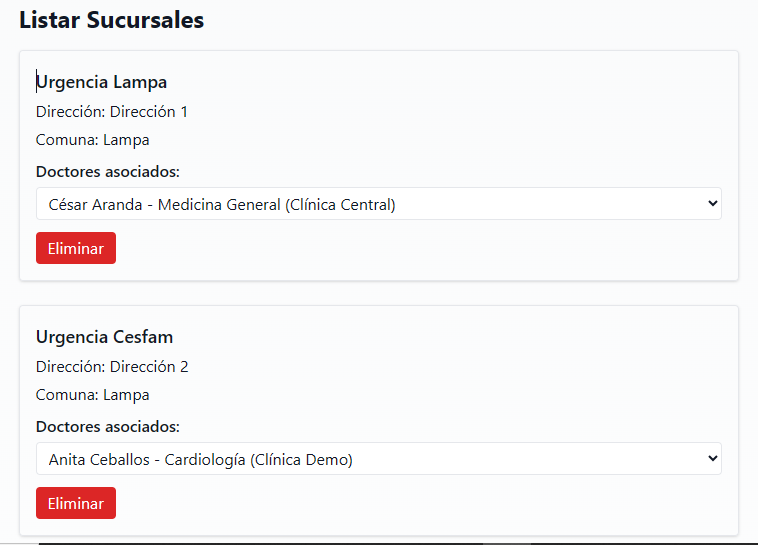 Listar Sucursales
Urgencia Lampa
Dirección: Dirección 1
Comuna: Lampa
Doctores asociados:
César Aranda - Medicina General (Clínica Central)
Eliminar
Urgencia Cesfam
Dirección: Dirección 2
Comuna: Lampa
Doctores asociados:
Anita Ceballos - Cardiología (Clínica Demo)
Eliminar